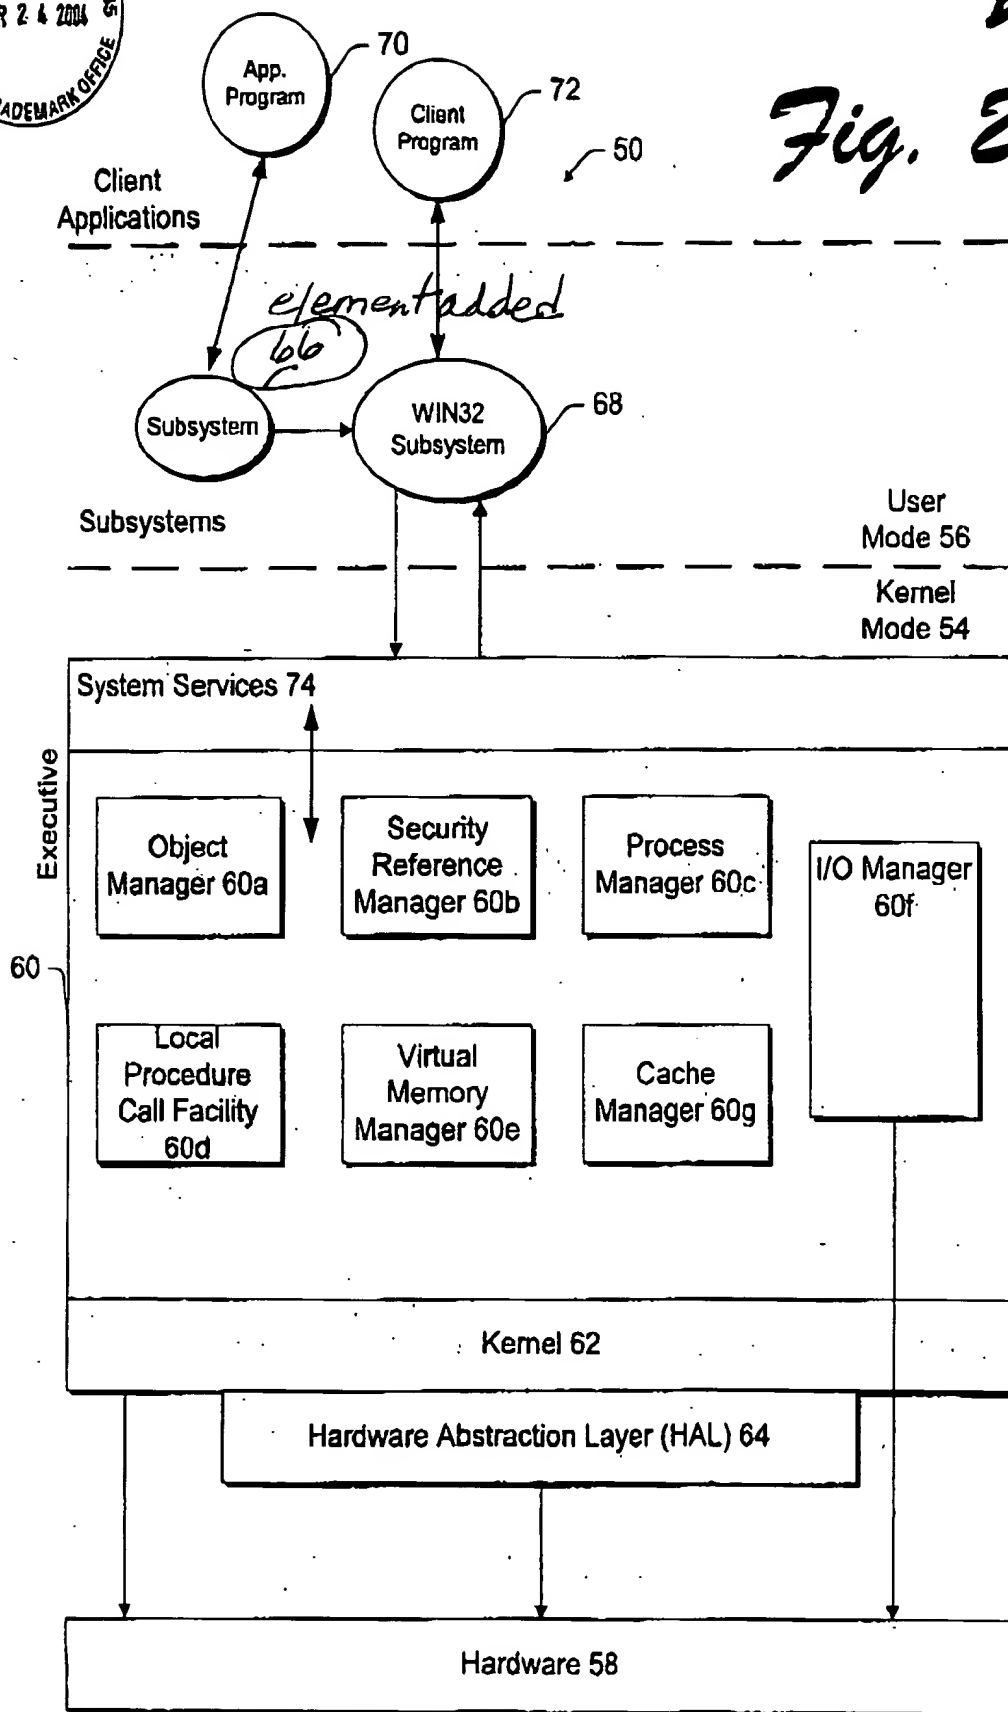 R 2 4 2004
TRADEMARK OFFICE
Fig. 2
App.
Program
70
Client
Program
72
50
Client
Applications
element added
66
Subsystem
WIN32
Subsystem
68
Subsystems
User
Mode 56
Kernel
Mode 54
System Services 74
Executive
Object
Manager 60a
Security
Reference
Manager 60b
Process
Manager 60c
I/O Manager
60f
60
Local
Procedure
Call Facility
60d
Virtual
Memory
Manager 60e
Cache
Manager 60g
Kernel 62
Hardware Abstraction Layer (HAL) 64
Hardware 58